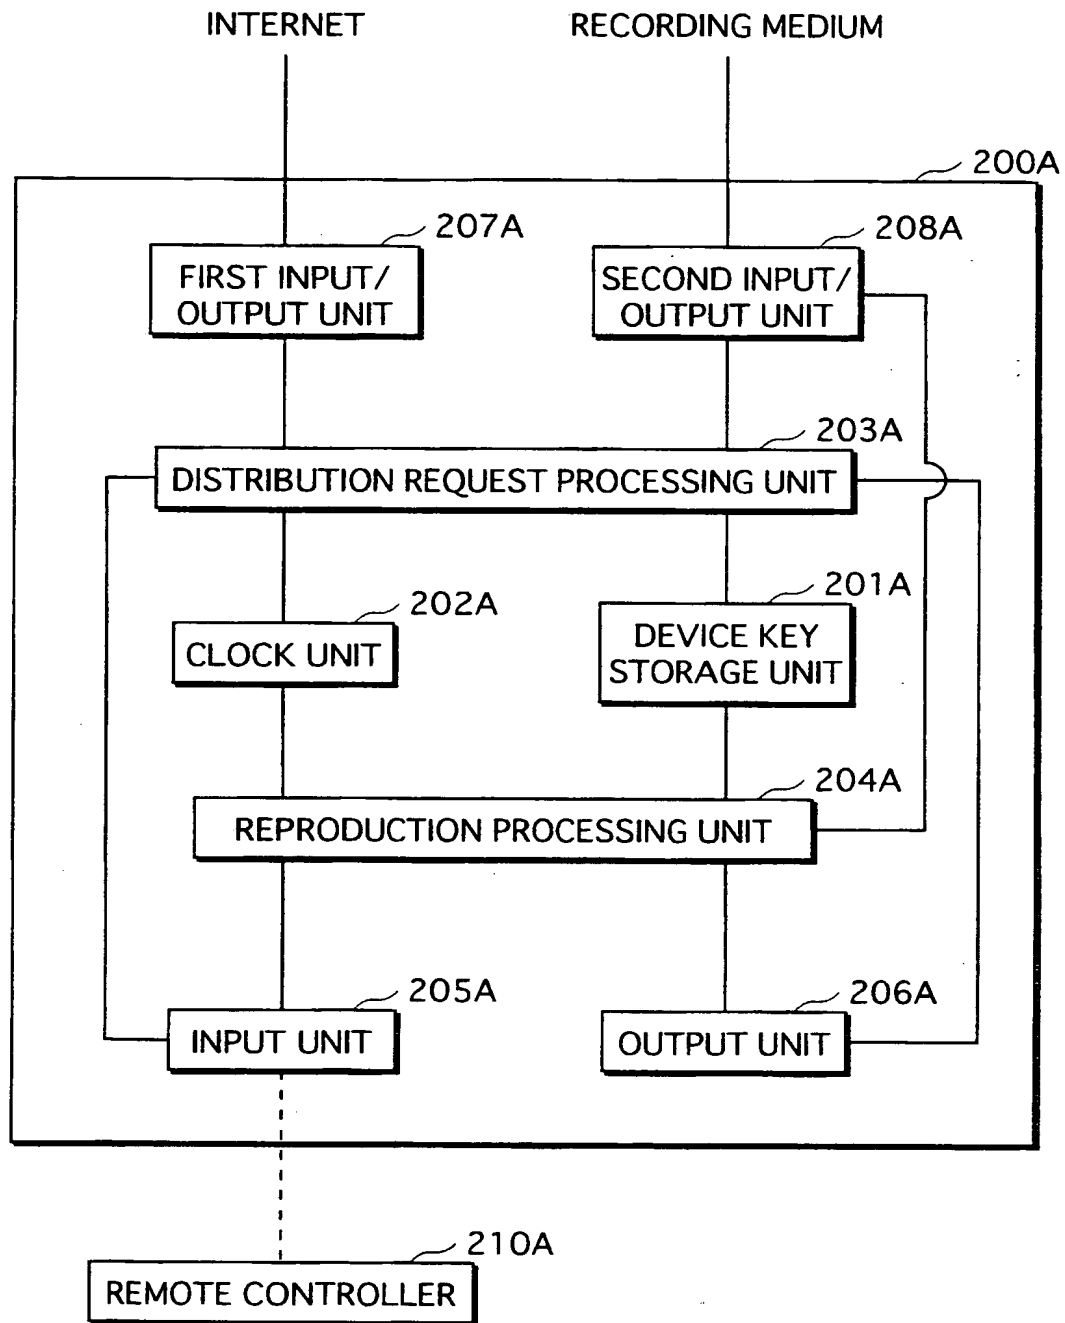 INTERNET
RECORDING MEDIUM
200A
207A
208A
FIRST INPUT/
OUTPUT UNIT
SECOND INPUT/
OUTPUT UNIT
203A
DISTRIBUTION REQUEST PROCESSING UNIT
202A
201A
CLOCK UNIT
DEVICE KEY
STORAGE UNIT
204A
REPRODUCTION PROCESSING UNIT
205A
206A
INPUT UNIT
OUTPUT UNIT
210A
REMOTE CONTROLLER